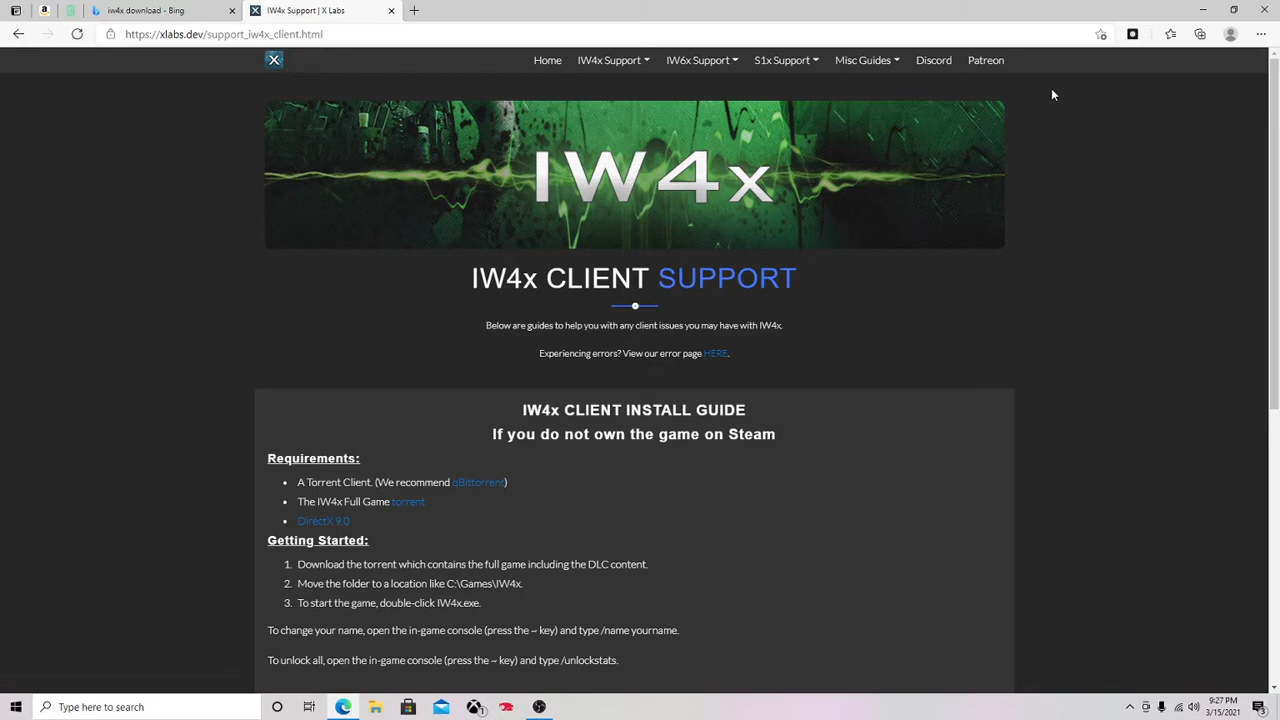 imw4 download - Bing
IW4x Support | X Labs
https://xlabs.dev/support_iw4x_client.html
Home IW4x Support IW6x Support S1x Support Misc Guides Discord Patreon
IW4x
IW4x CLIENT SUPPORT
Below are guides to help you with any client issues you may have with IW4x.
Experiencing errors? View our error page HERE.
IW4x CLIENT INSTALL GUIDE
If you do not own the game on Steam
Requirements:
• A Torrent Client. (We recommend qBittorrent)
• The IW4x Full Game torrent
• DirectX 9.0
Getting Started:
1. Download the torrent which contains the full game including the DLC content.
2. Move the folder to a location like C:\Games\IW4x.
3. To start the game, double-click IW4x.exe.
To change your name, open the in-game console (press the ~ key) and type /name yourname.
To unlock all, open the in-game console (press the ~ key) and type /unlockstats.
Type here to search
9:27 PM
3/15/2021